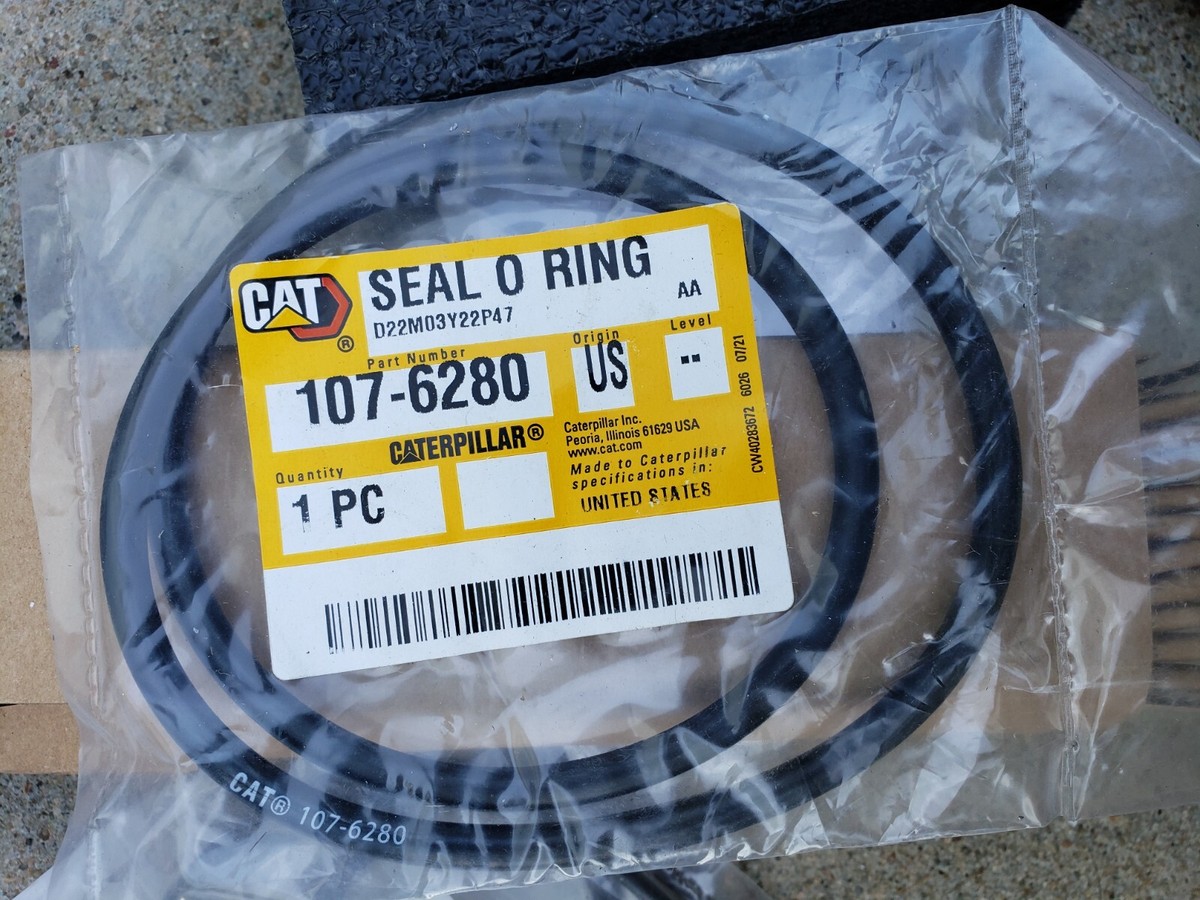 CAT
®
SEAL O RING
D22M03Y22P47
AA
Part Number
107-6280
Origin
US
Level
--
CATERPILLAR®
Caterpillar Inc.
Peoria, Illinois 61629 USA
www.cat.com
Made to Caterpillar
specifications in:
UNITED STATES
Quantity
1 PC
CW40283672 6026 07/21
CAT® 107-6280